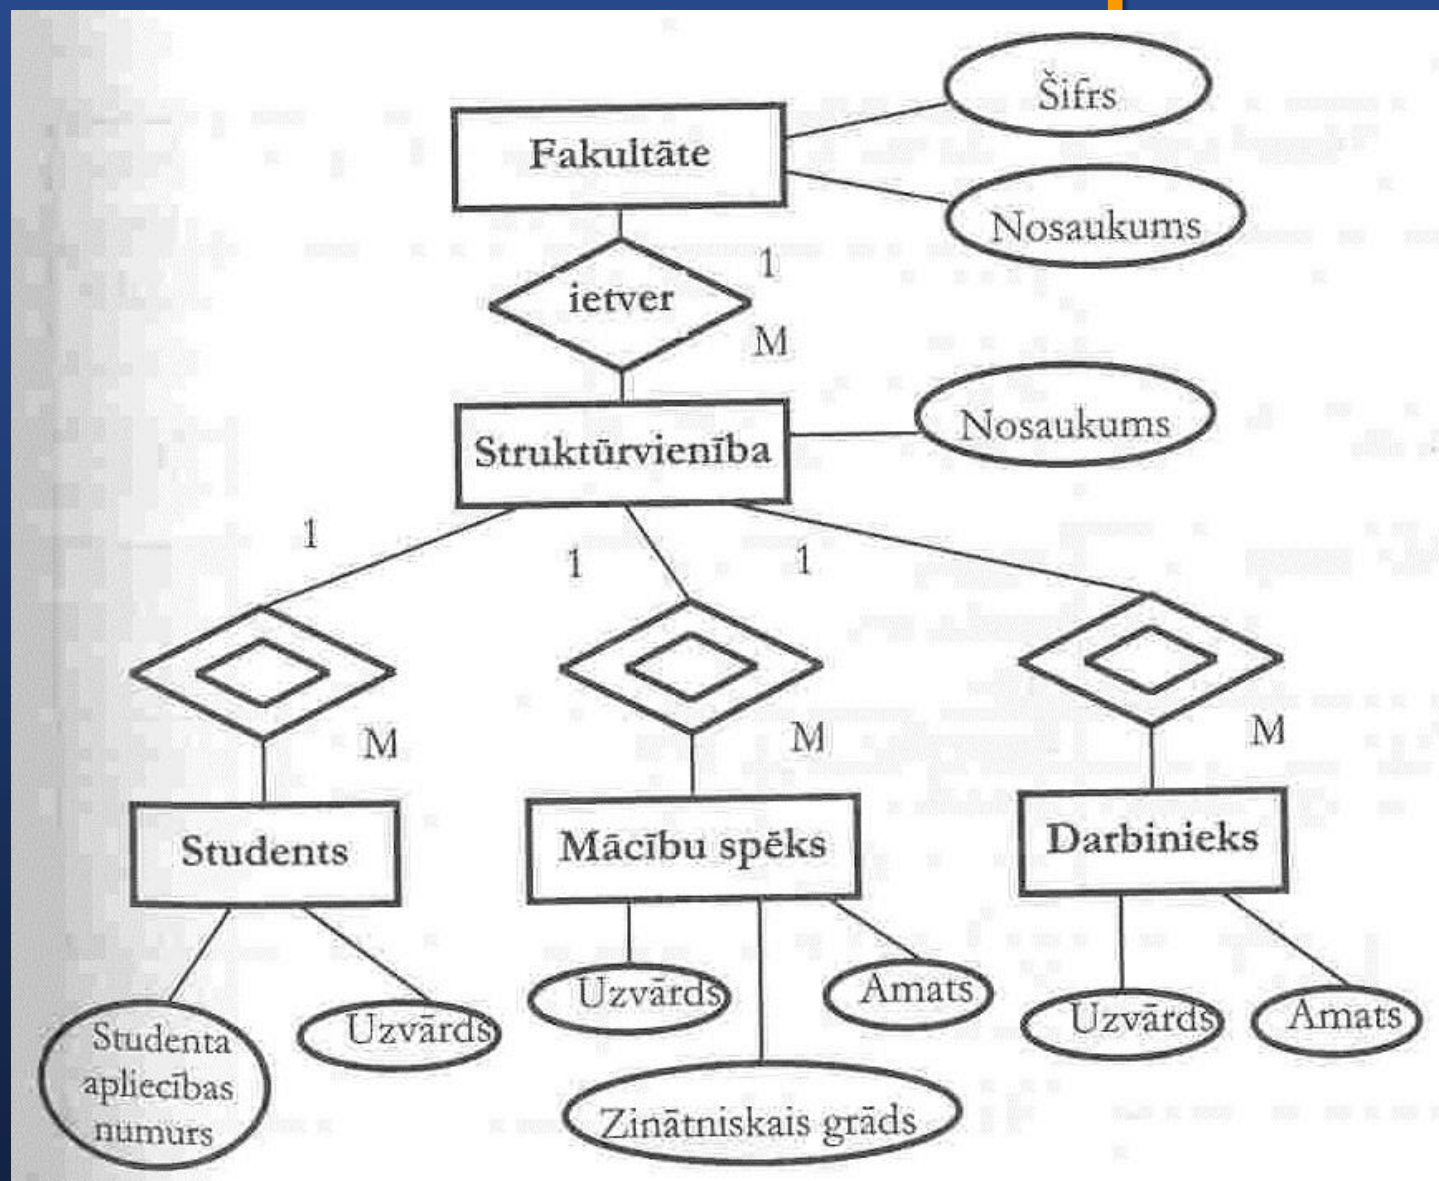 Šifrs
Fakultāte
Nosaukums
1
ietver
M
Nosaukums
Struktūrvienība
1
1
1
M
M
M
Students
Mācību spēks
Darbinieks
Uzvārds
Amats
Uzvārds
Amats
Studenta
apliecības
numurs
Uzvārds
Zinātniskais grāds